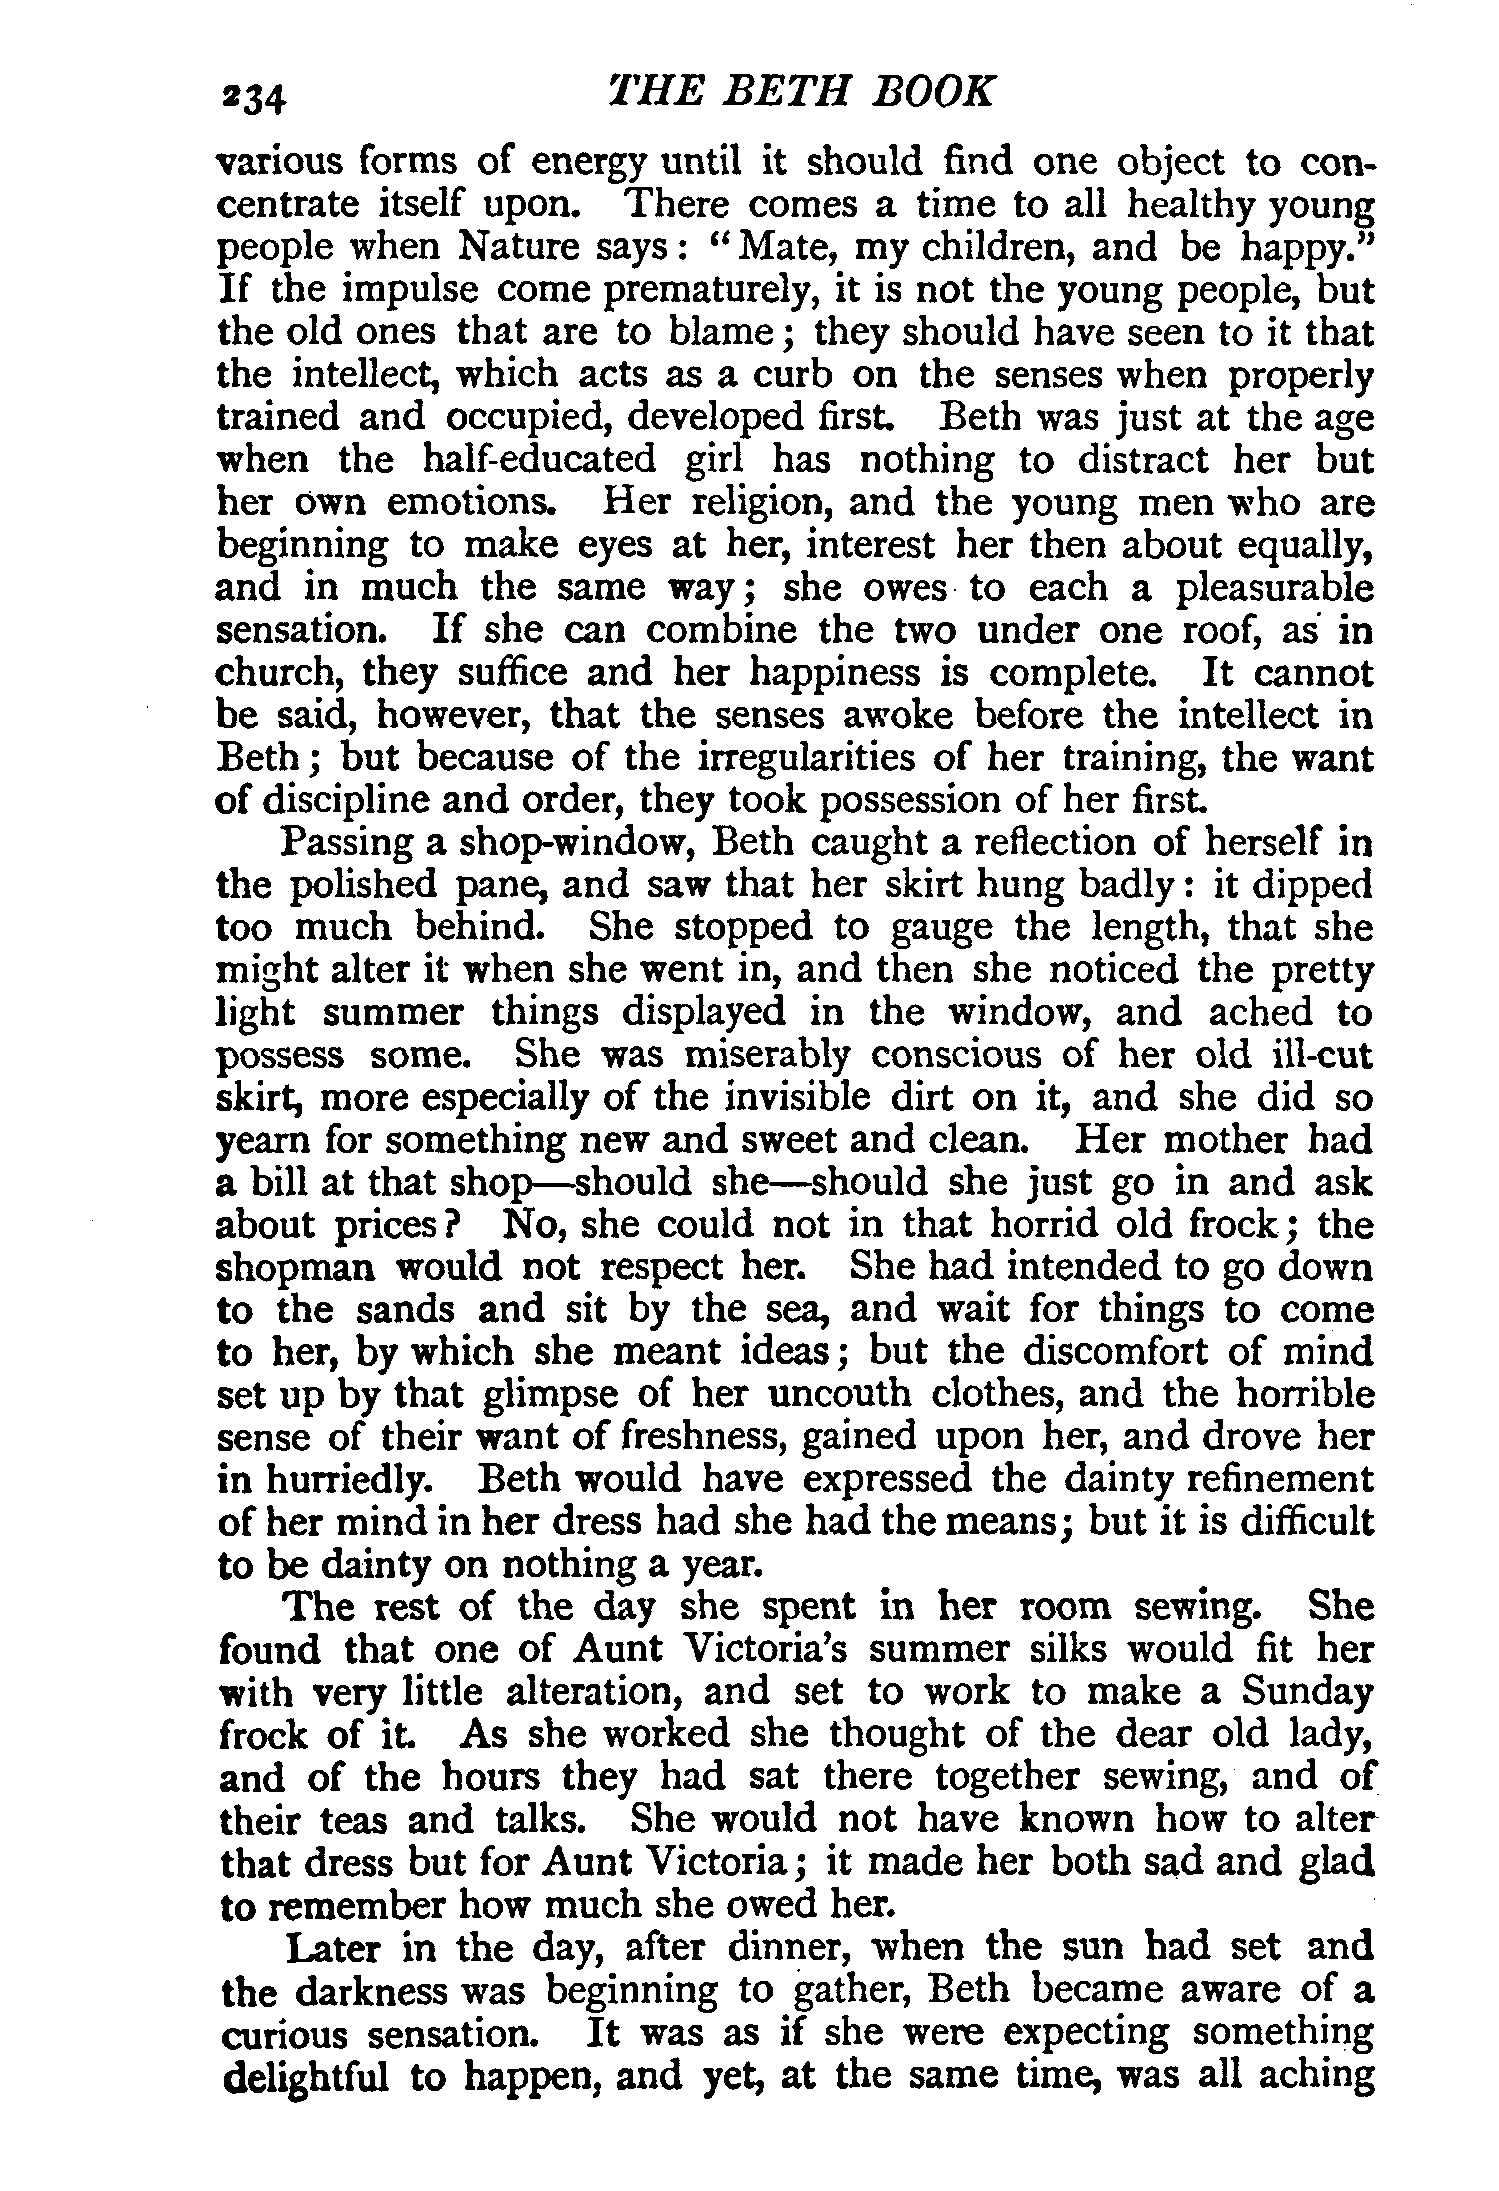 234 THE BETH BOOK
various forms of energy until it should find one object to con-
centrate itself upon. There comes a time to all healthy young
people when Nature says: "Mate, my children, and be happy."
If the impulse come prematurely, it is not the young people, but
the old ones that are to blame; they should have seen to it that
the intellect, which acts as a curb on the senses when properly
trained and occupied, developed first. Beth was just at the age
when the half-educated girl has nothing to distract her but
her own emotions. Her religion, and the young men who are
beginning to make eyes at her, interest her then about equally,
and in much the same way; she owes to each a pleasurable
sensation. If she can combine the two under one roof, as in
church, they suffice and her happiness is complete. It cannot
be said, however, that the senses awoke before the intellect in
Beth; but because of the irregularities of her training, the want
of discipline and order, they took possession of her first.
Passing a shop-window, Beth caught a reflection of herself in
the polished pane, and saw that her skirt hung badly: it dipped
too much behind. She stopped to gauge the length, that she
might alter it when she went in, and then she noticed the pretty
light summer things displayed in the window, and ached to
possess some. She was miserably conscious of her old ill-cut
skirt, more especially of the invisible dirt on it, and she did so
yearn for something new and sweet and clean. Her mother had
a bill at that shop—should she—should she just go in and ask
about prices? No, she could not in that horrid old frock; the
shopman would not respect her. She had intended to go down
to the sands and sit by the sea, and wait for things to come
to her, by which she meant ideas; but the discomfort of mind
set up by that glimpse of her uncouth clothes, and the horrible
sense of their want of freshness, gained upon her, and drove her
in hurriedly. Beth would have expressed the dainty refinement
of her mind in her dress had she had the means; but it is difficult
to be dainty on nothing a year.
The rest of the day she spent in her room sewing. She
found that one of Aunt Victoria's summer silks would fit her
with very little alteration, and set to work to make a Sunday
frock of it. As she worked she thought of the dear old lady,
and of the hours they had sat there together sewing, and of
their teas and talks. She would not have known how to alter
that dress but for Aunt Victoria; it made her both sad and glad
to remember how much she owed her.
Later in the day, after dinner, when the sun had set and
the darkness was beginning to gather, Beth became aware of a
curious sensation. It was as if she were expecting something
delightful to happen, and yet, at the same time, was all aching